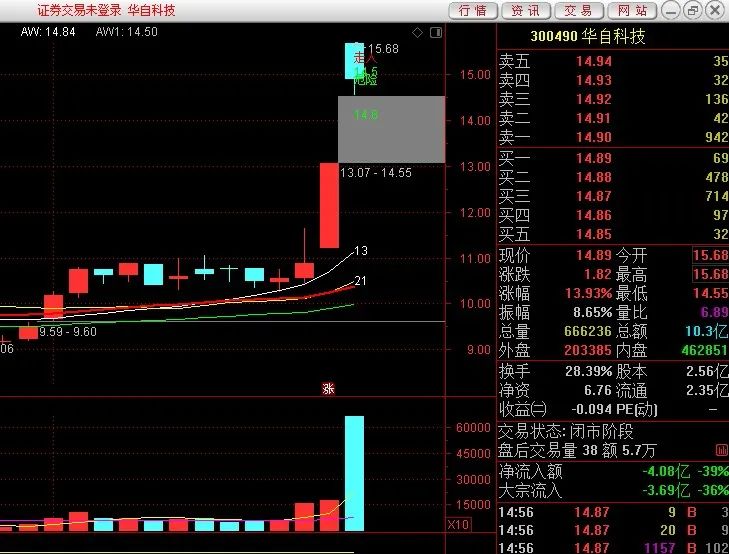 证券交易未登录 华自科技
行情 资讯 交易 网站
AW: 14.84 AW1: 14.50
15.68
走人
危险
14.8
13.07 - 14.55
13
21
9.59 - 9.60
06
涨
15.00
14.00
13.00
12.00
11.00
10.00
9.00
60000
45000
30000
15000
X10
300490 华自科技
卖五 14.94 35
卖四 14.93 32
卖三 14.92 136
卖二 14.91 42
卖一 14.90 942
买一 14.89 69
买二 14.88 478
买三 14.87 714
买四 14.86 97
买五 14.85 32
现价 14.89 今开 15.68
涨跌 1.82 最高 15.68
涨幅 13.93% 最低 14.55
振幅 8.65% 量比 6.89
总量 666236 总额 10.3亿
外盘 203385 内盘 462851
换手 28.39% 股本 2.56亿
净资 6.76 流通 2.35亿
收益㈢ -0.094 PE(动) –
交易状态: 闭市阶段
盘后交易量 38 额 5.7万
净流入额 -4.08亿 -39%
大宗流入 -3.69亿 -36%
14:56 14.87 9 B 3
14:56 14.87 20 B 9
14:56 14.87 1157 B 102